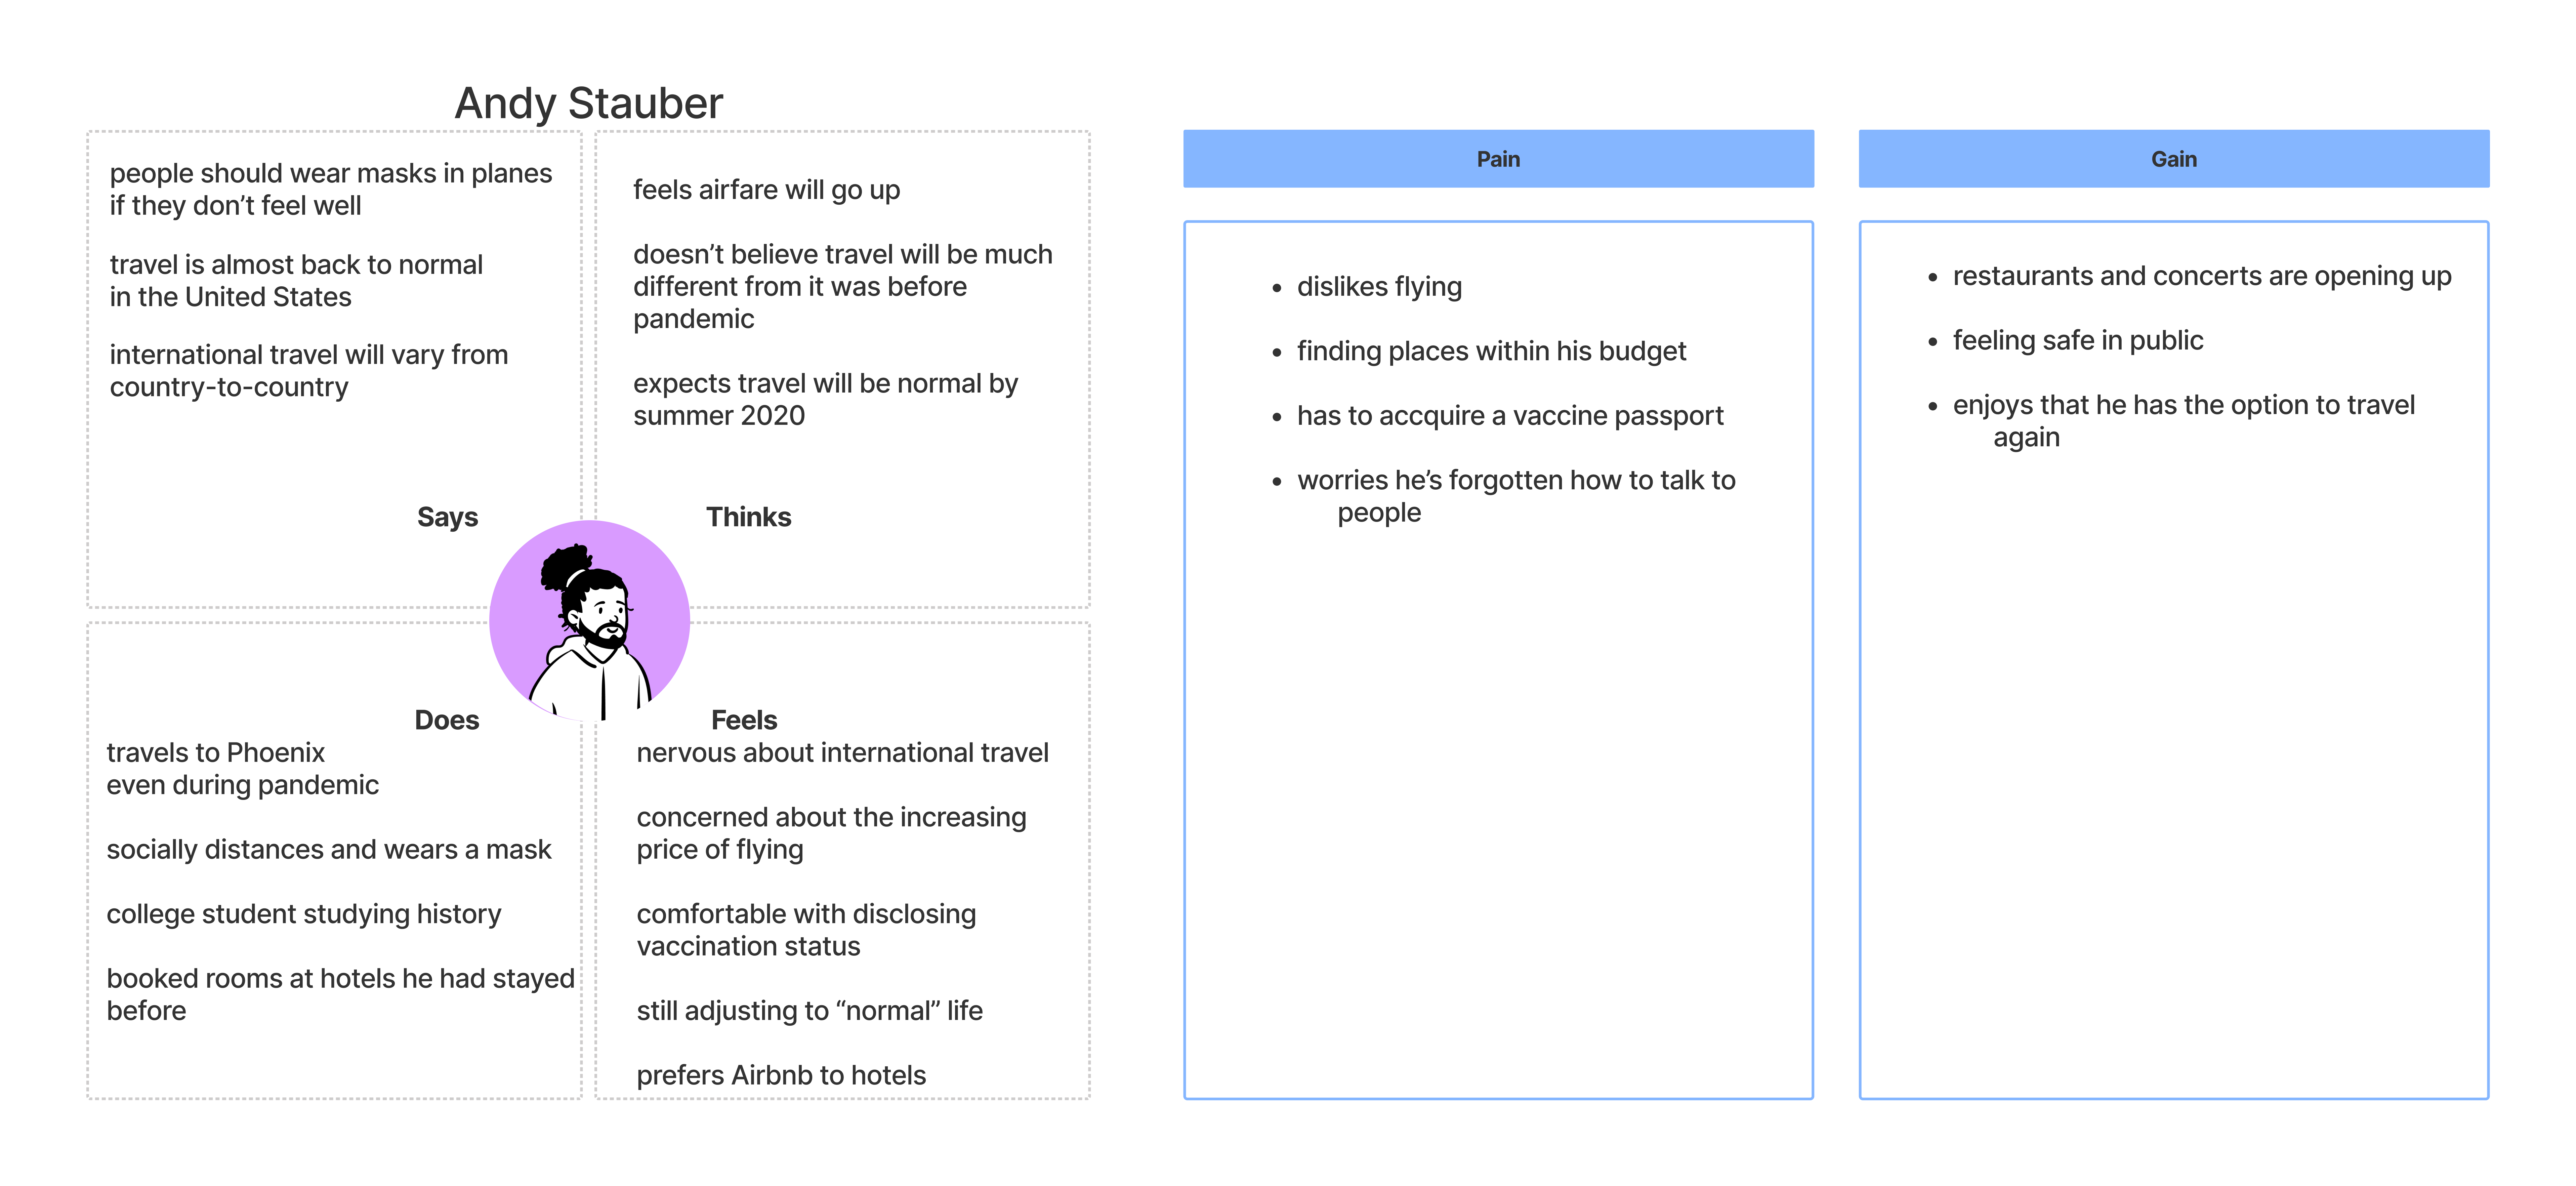 Andy Stauber
people should wear masks in planes
if they don’t feel well
travel is almost back to normal
in the United States
international travel will vary from
country-to-country
Says
feels airfare will go up
doesn’t believe travel will be much
different from it was before
pandemic
expects travel will be normal by
summer 2020
Thinks
Does
travels to Phoenix
even during pandemic
socially distances and wears a mask
college student studying history
booked rooms at hotels he had stayed
before
Feels
nervous about international travel
concerned about the increasing
price of flying
comfortable with disclosing
vaccination status
still adjusting to “normal” life
prefers Airbnb to hotels
Pain
• dislikes flying
• finding places within his budget
• has to accquire a vaccine passport
• worries he’s forgotten how to talk to
people
Gain
• restaurants and concerts are opening up
• feeling safe in public
• enjoys that he has the option to travel
again